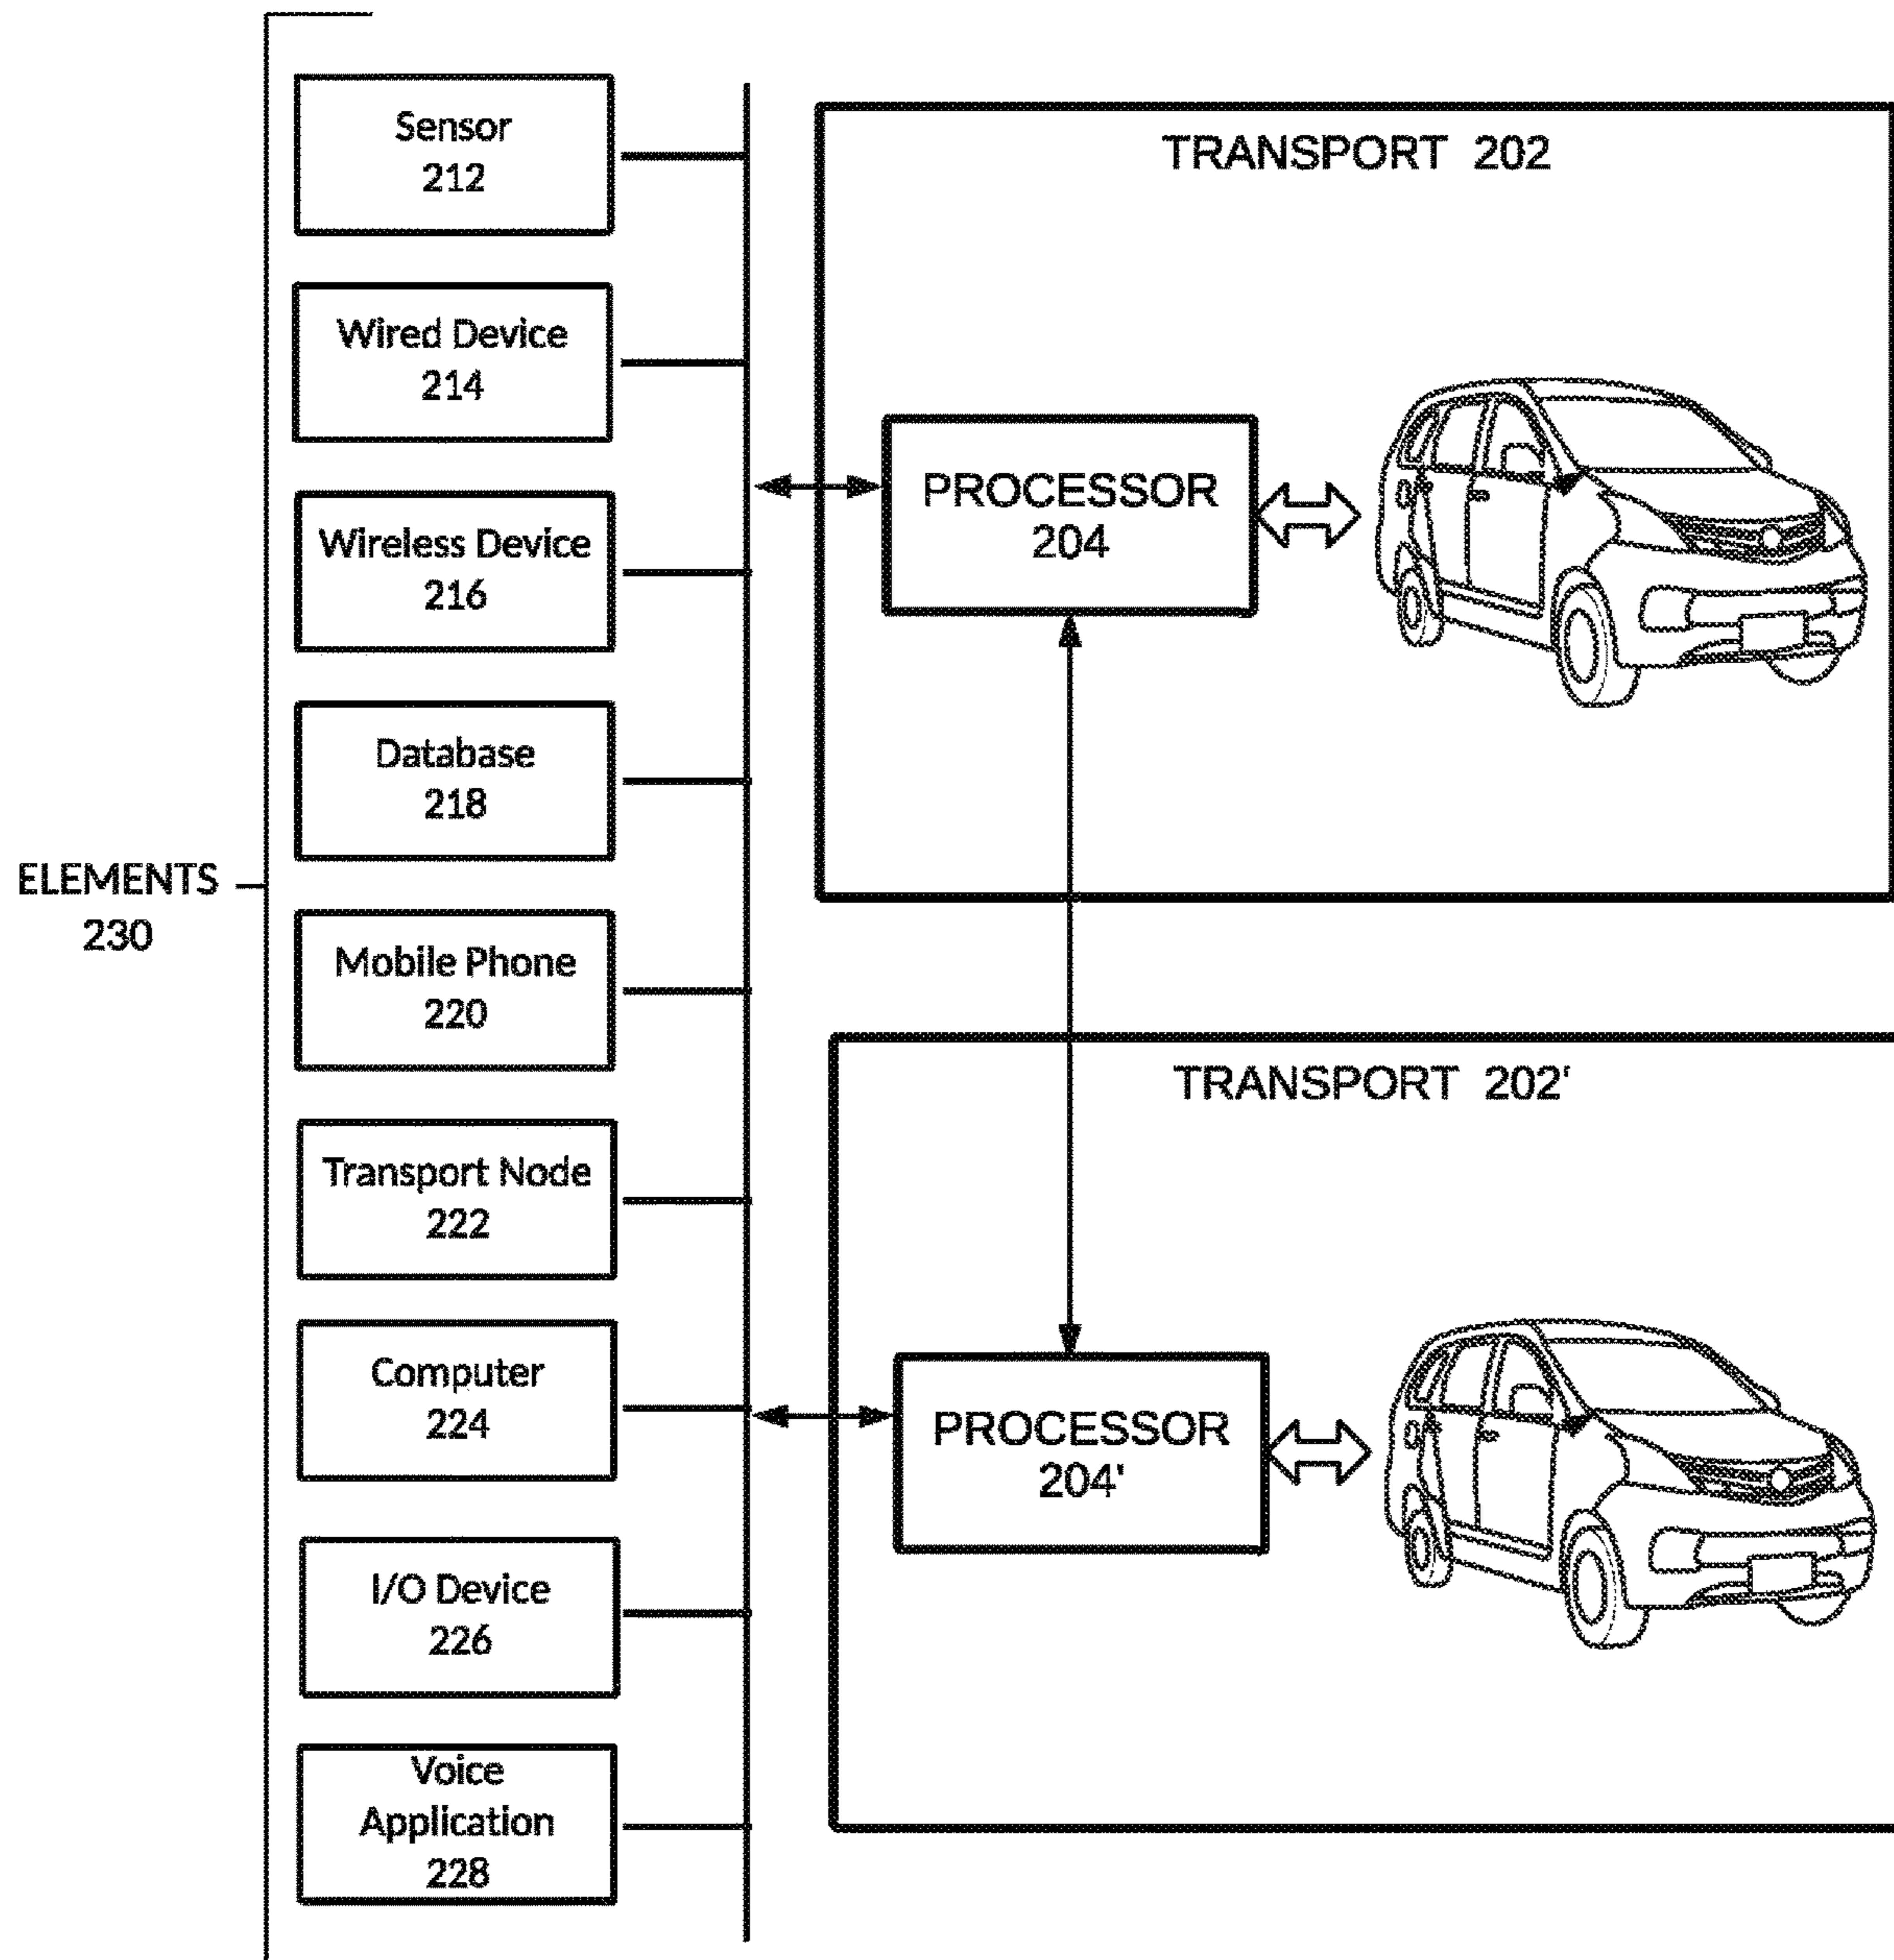 Sensor
212
Wired Device
214
Wireless Device
216
Database
218
Mobile Phone
220
Transport Node
222
Computer
224
I/O Device
226
Voice
Application
228
ELEMENTS
230
TRANSPORT 202
PROCESSOR
204
TRANSPORT 202'
PROCESSOR
204'